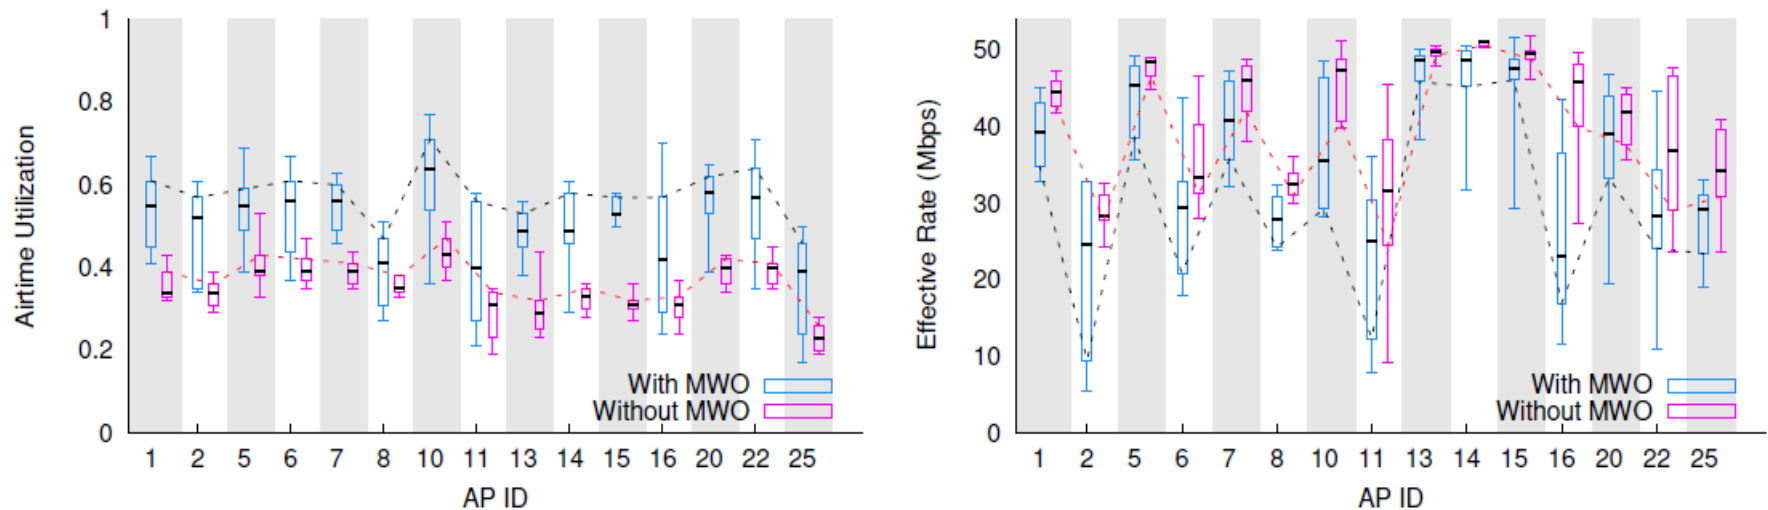 1
0.8
0.6
0.4
0.2
0
Airtime Utilization
With MWO
Without MWO
1 2 5 6 7 8 10 11 13 14 15 16 20 22 25
AP ID
50
40
30
20
10
0
Effective Rate (Mbps)
With MWO
Without MWO
1 2 5 6 7 8 10 11 13 14 15 16 20 22 25
AP ID